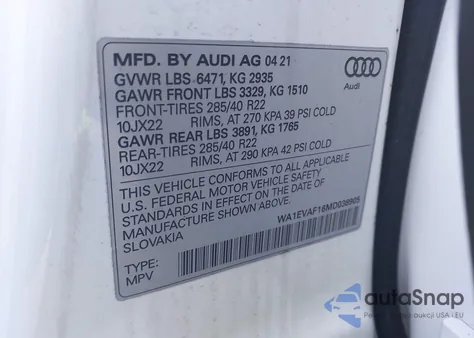 MFD. BY AUDI AG 04 21
GVWR LBS 6471, KG 2935
GAWR FRONT LBS 3329, KG 1510
FRONT-TIRES 285/40 R22
10JX22 RIMS, AT 270 KPA 39 PSI COLD
GAWR REAR LBS 3891, KG 1765
REAR-TIRES 285/40 R22
10JX22 RIMS, AT 290 KPA 42 PSI COLD
THIS VEHICLE CONFORMS TO ALL APPLICABLE
U.S. FEDERAL MOTOR VEHICLE SAFETY
STANDARDS IN EFFECT ON THE DATE OF
MANUFACTURE SHOWN ABOVE.
SLOVAKIA
TYPE:
MPV
Audi
WA1EVAF16MD038905
autoSnap
aukcji USA i EU